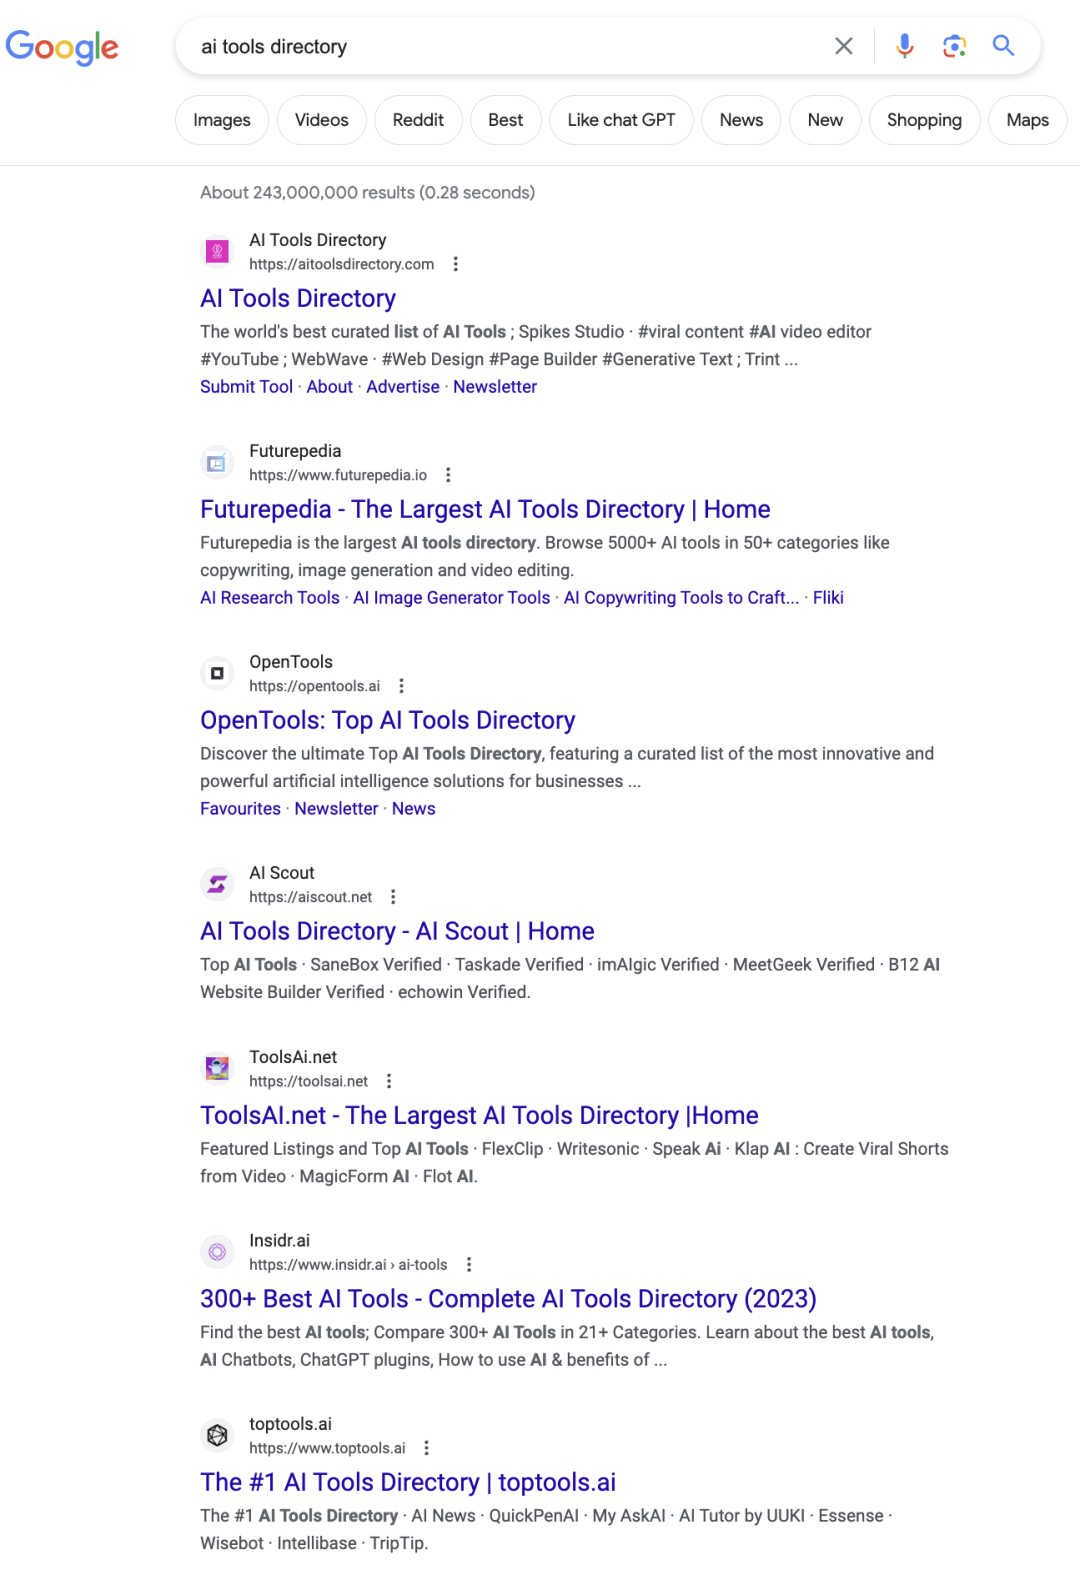 Google
ai tools directory
Images Videos Reddit Best Like chat GPT News New Shopping Maps
About 243,000,000 results (0.28 seconds)
AI Tools Directory
https://aitoolsdirectory.com
AI Tools Directory
The world's best curated list of AI Tools ; Spikes Studio · #viral content #AI video editor
#YouTube ; WebWave · #Web Design #Page Builder #Generative Text ; Trint ...
Submit Tool · About · Advertise · Newsletter
Futurepedia
https://www.futurepedia.io
Futurepedia - The Largest AI Tools Directory | Home
Futurepedia is the largest AI tools directory. Browse 5000+ AI tools in 50+ categories like
copywriting, image generation and video editing.
AI Research Tools · AI Image Generator Tools · AI Copywriting Tools to Craft... · Fliki
OpenTools
https://opentools.ai
OpenTools: Top AI Tools Directory
Discover the ultimate Top AI Tools Directory, featuring a curated list of the most innovative and
powerful artificial intelligence solutions for businesses ...
Favourites · Newsletter · News
AI Scout
https://aiscout.net
AI Tools Directory - AI Scout | Home
Top AI Tools · SaneBox Verified · Taskade Verified · imAIgic Verified · MeetGeek Verified · B12 AI
Website Builder Verified · echowin Verified.
ToolsAi.net
https://toolsai.net
ToolsAI.net - The Largest AI Tools Directory |Home
Featured Listings and Top AI Tools · FlexClip · Writesonic · Speak Ai · Klap AI : Create Viral Shorts
from Video · MagicForm AI · Flot AI.
Insidr.ai
https://www.insidr.ai › ai-tools
300+ Best AI Tools - Complete AI Tools Directory (2023)
Find the best AI tools; Compare 300+ AI Tools in 21+ Categories. Learn about the best AI tools,
AI Chatbots, ChatGPT plugins, How to use AI & benefits of ...
toptools.ai
https://www.toptools.ai
The #1 AI Tools Directory | toptools.ai
The #1 AI Tools Directory · AI News · QuickPenAI · My AskAI · AI Tutor by UUKI · Essense ·
Wisebot · Intellibase · TripTip.